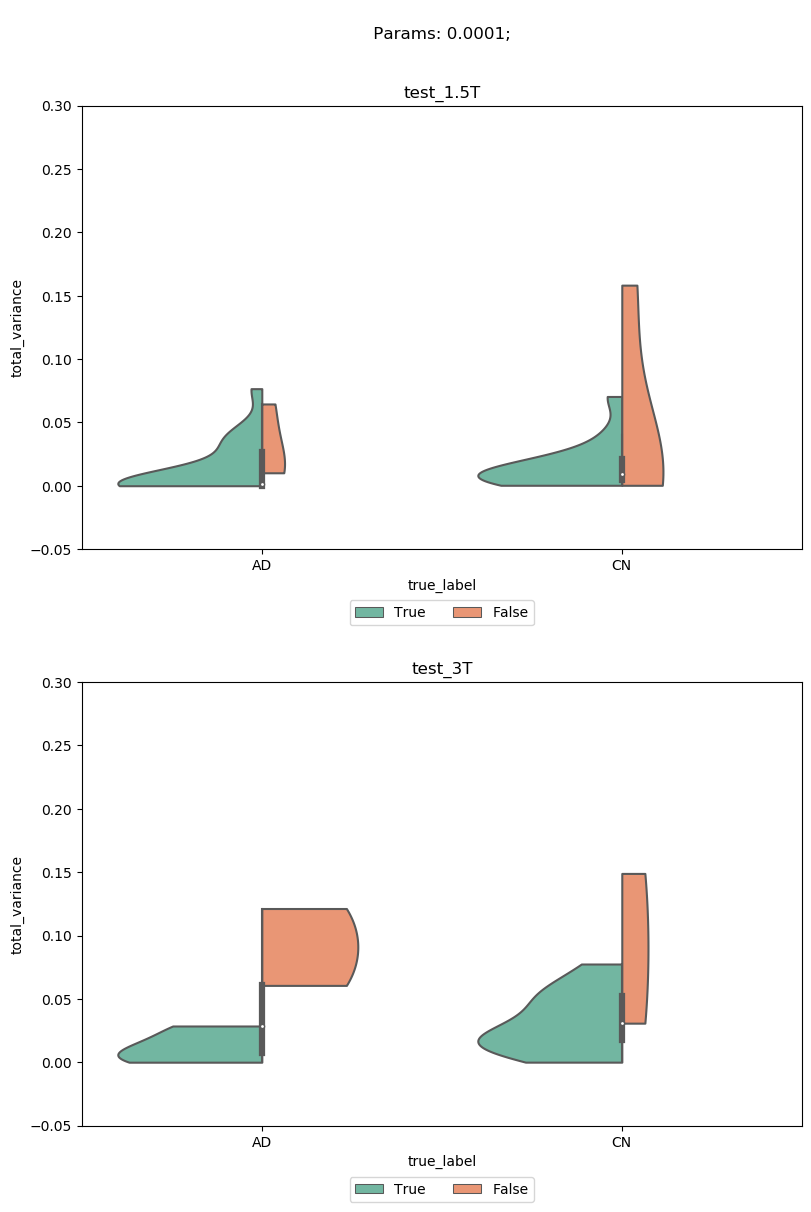 Params: 0.0001;
test_1.5T
0.30
0.25
0.20
0.15
0.10
0.05
0.00
−0.05
total_variance
AD CN
true_label
True False
test_3T
0.30
0.25
0.20
0.15
0.10
0.05
0.00
−0.05
total_variance
AD CN
true_label
True False